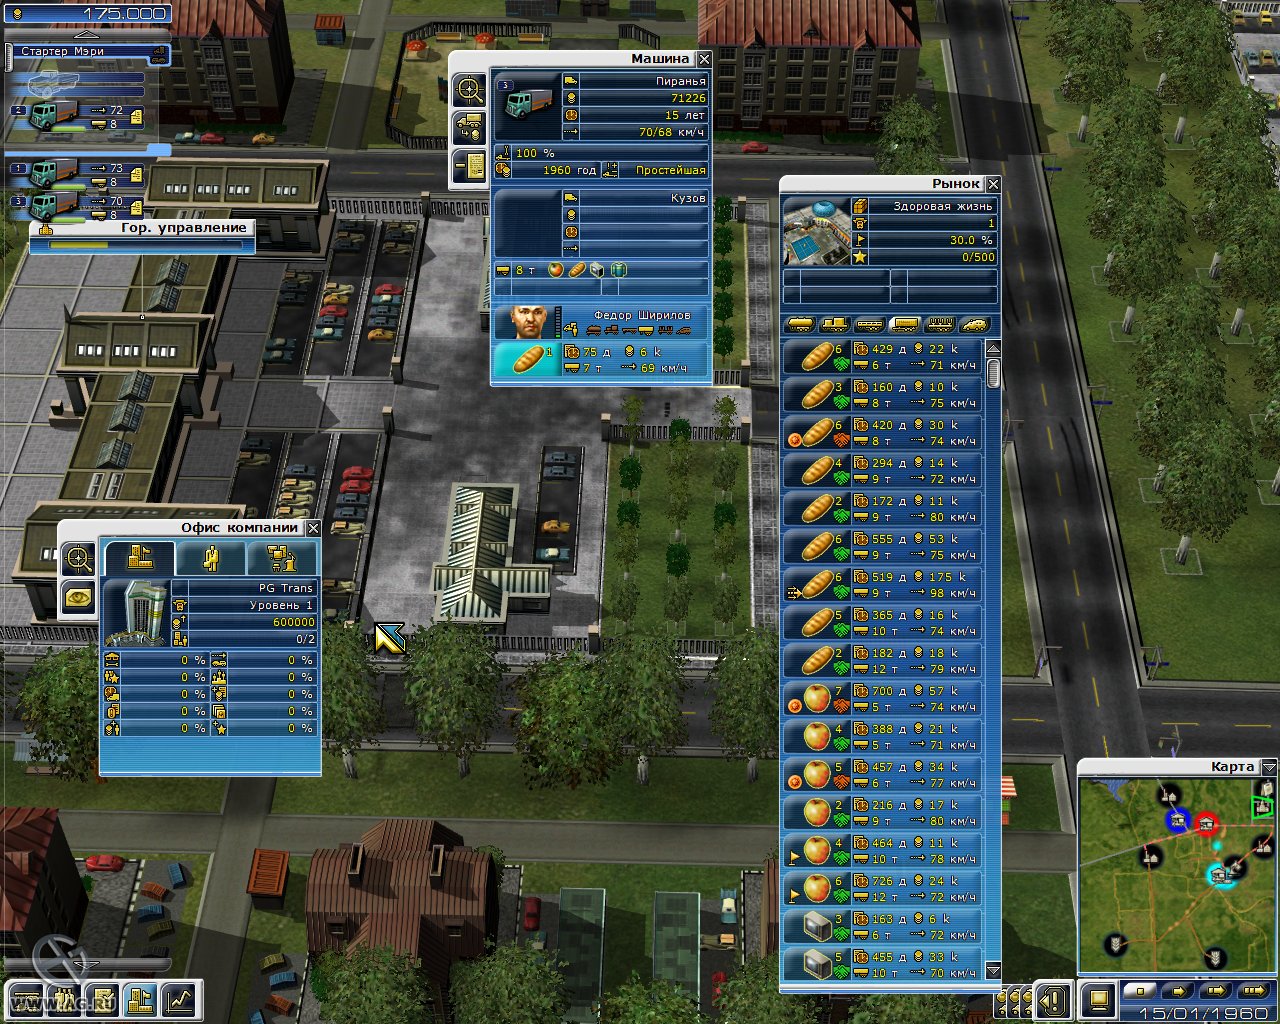 175.000
Стартер Мэри
2 72
8
1 73
8
3 70
8
Гор. управление
Машина
3 Пиранья
71226
15 лет
70/68 км/ч
100 %
1960 год Простейшая
Кузов
8 т
Федор Ширилов
1 75 д 6 k
7 т 69 км/ч
Рынок
Здоровая жизнь
1
30.0 %
0/500
6 429 д 22 k
6 т 71 км/ч
3 160 д 10 k
8 т 75 км/ч
6 420 д 30 k
8 т 74 км/ч
4 294 д 14 k
9 т 72 км/ч
2 172 д 11 k
9 т 80 км/ч
6 555 д 53 k
9 т 75 км/ч
6 519 д 175 k
9 т 98 км/ч
5 365 д 16 k
10 т 74 км/ч
2 182 д 18 k
12 т 79 км/ч
7 700 д 57 k
5 т 74 км/ч
4 388 д 21 k
5 т 71 км/ч
5 457 д 34 k
6 т 77 км/ч
2 216 д 17 k
9 т 80 км/ч
4 464 д 11 k
10 т 78 км/ч
6 726 д 24 k
12 т 72 км/ч
3 163 д 6 k
6 т 72 км/ч
5 455 д 33 k
10 т 70 км/ч
Офис компании
PG Trans
Уровень 1
600000
0/2
0 % 0 %
0 % 0 %
0 % 0 %
0 % 0 %
0 % 0 %
Карта
WWW.AG.RU
15/01/1960